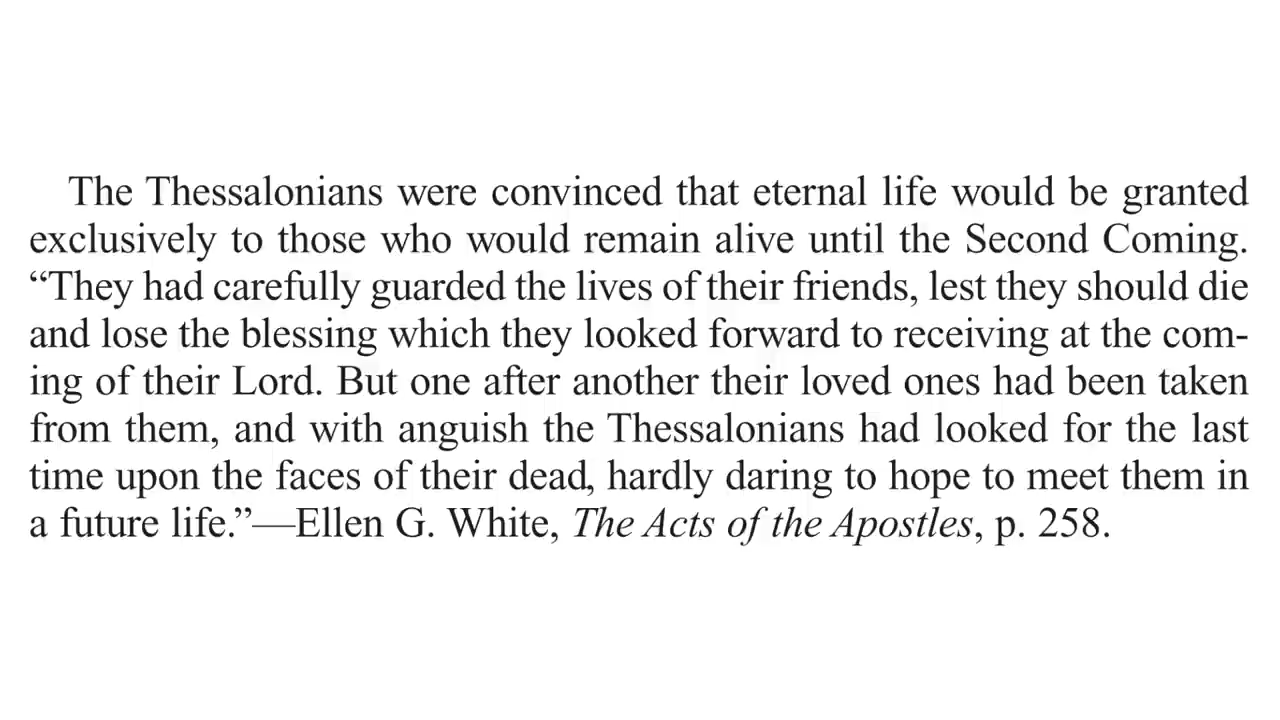 The Thessalonians were convinced that eternal life would be granted
exclusively to those who would remain alive until the Second Coming.
“They had carefully guarded the lives of their friends, lest they should die
and lose the blessing which they looked forward to receiving at the com-
ing of their Lord. But one after another their loved ones had been taken
from them, and with anguish the Thessalonians had looked for the last
time upon the faces of their dead, hardly daring to hope to meet them in
a future life.”—Ellen G. White, The Acts of the Apostles, p. 258.